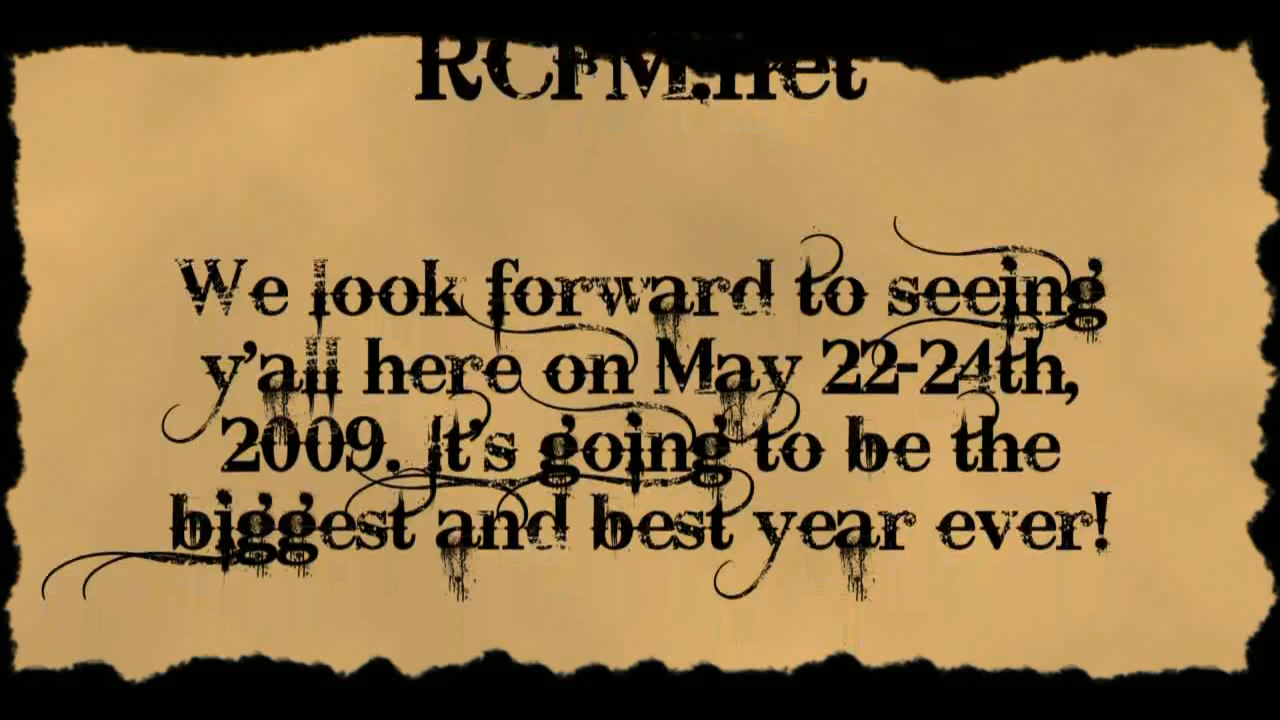 RCFM.net
We look forward to seeing
y'all here on May 22-24th,
2009. It's going to be the
biggest and best year ever!